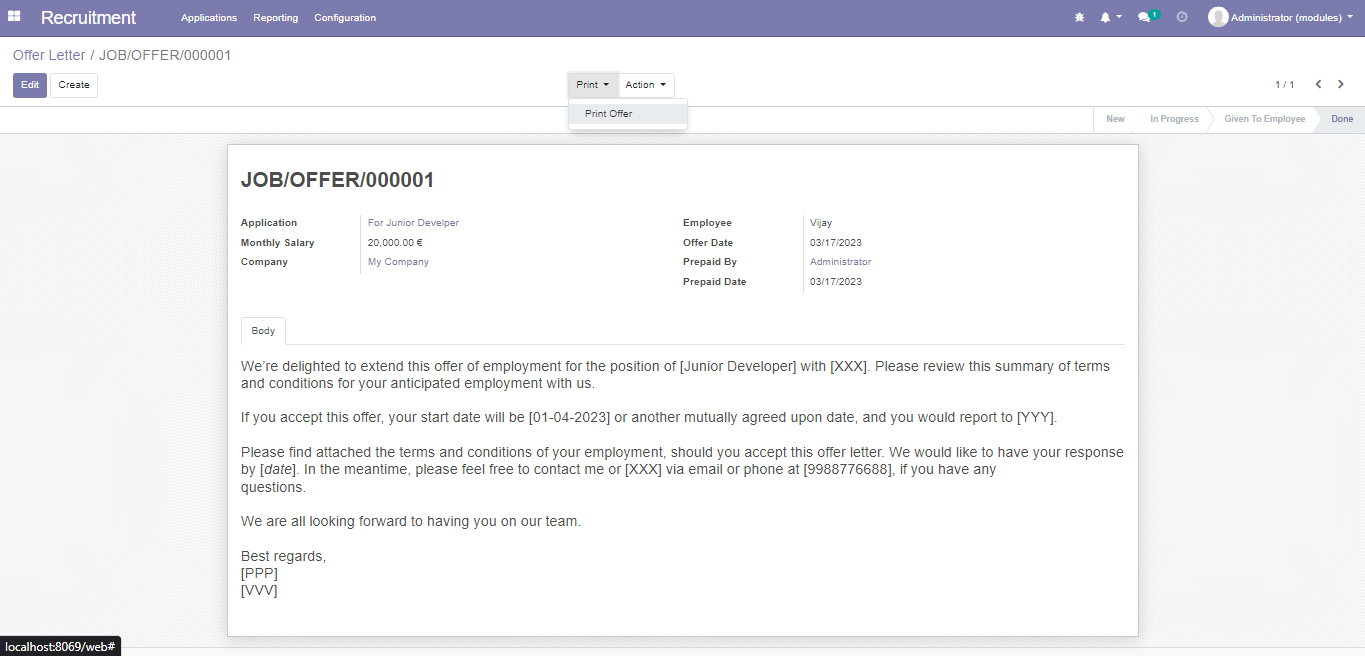 Recruitment Applications Reporting Configuration 1 Administrator (modules)
Offer Letter / JOB/OFFER/000001
Edit Create Print Action 1 / 1
Print Offer
New In Progress Given To Employee Done
JOB/OFFER/000001
Application For Junior Develper Employee Vijay
Monthly Salary 20,000.00 € Offer Date 03/17/2023
Company My Company Prepaid By Administrator
Prepaid Date 03/17/2023
Body
We're delighted to extend this offer of employment for the position of [Junior Developer] with [XXX]. Please review this summary of terms
and conditions for your anticipated employment with us.
If you accept this offer, your start date will be [01-04-2023] or another mutually agreed upon date, and you would report to [YYY].
Please find attached the terms and conditions of your employment, should you accept this offer letter. We would like to have your response
by [date]. In the meantime, please feel free to contact me or [XXX] via email or phone at [9988776688], if you have any
questions.
We are all looking forward to having you on our team.
Best regards,
[PPP]
[VVV]
localhost:8069/web#